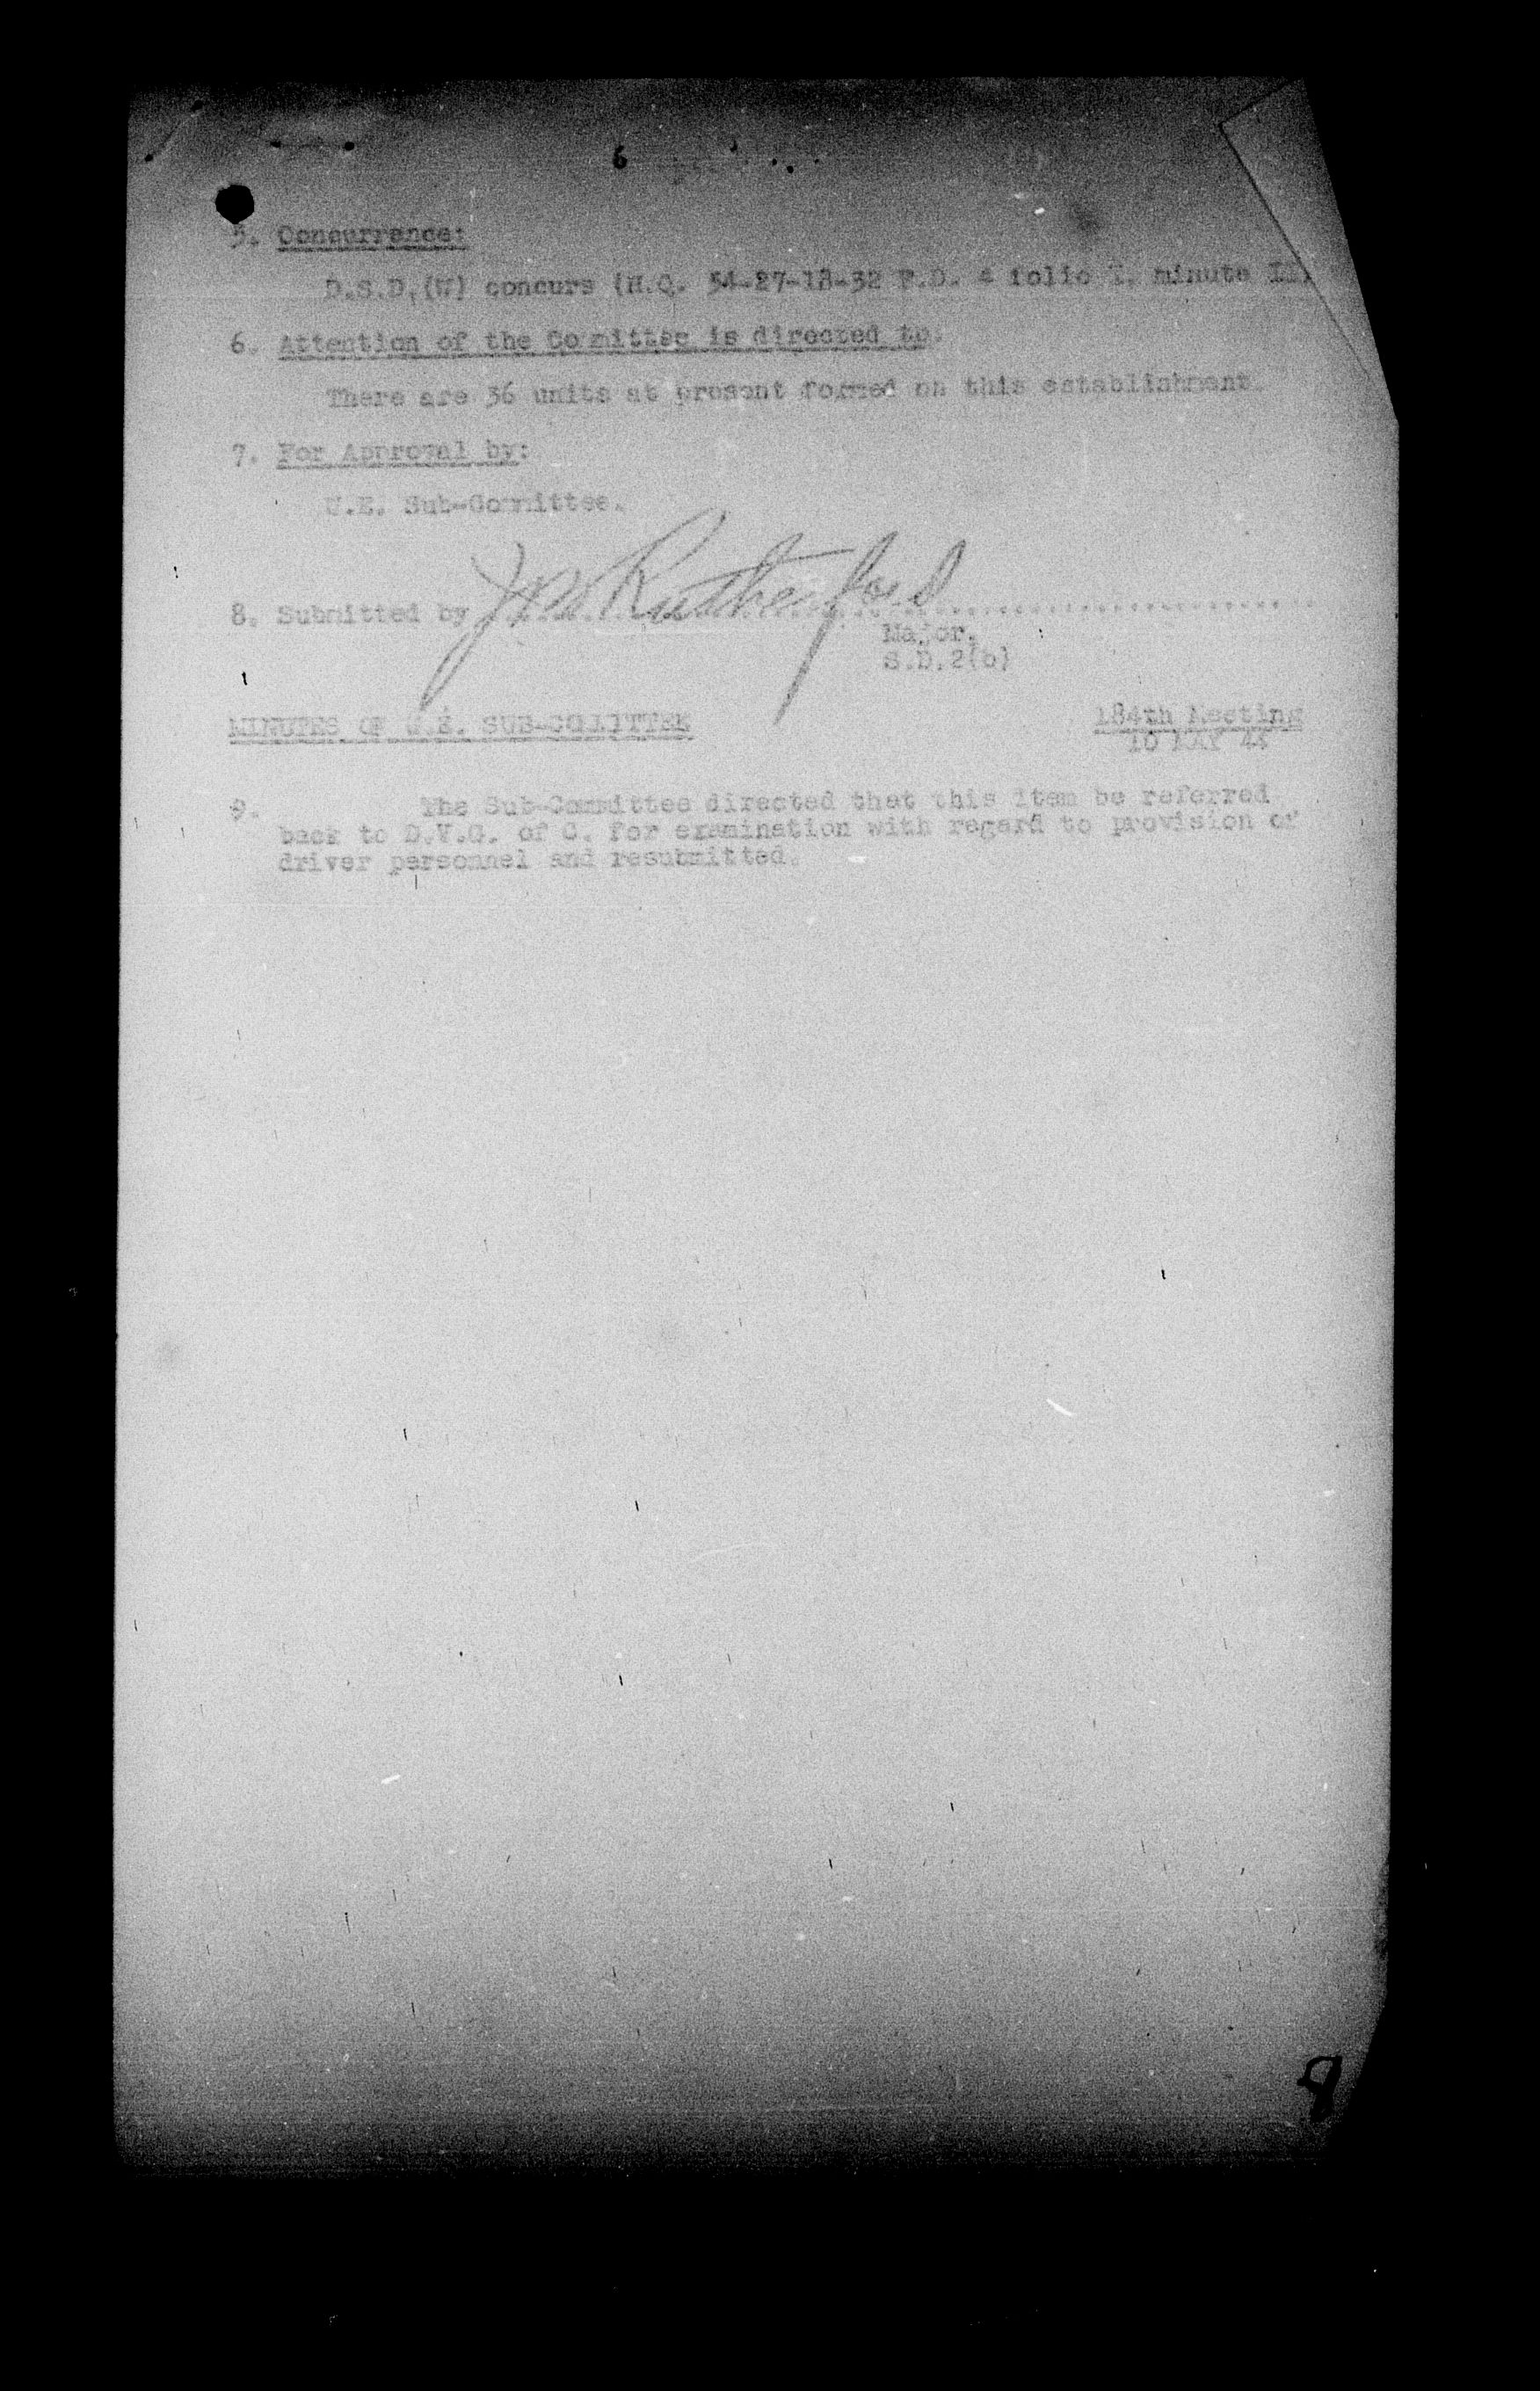 6
5. Concurrence:
D.S.D.(W) concurs (H.Q. 54-27-18-32 F.D. 4 folio I, minute II)
6. Attention of the Committee is directed to:
There are 36 units at present formed on this establishment.
7. For Approval by:
W.E. Sub-Committee.
8. Submitted by Rutherford
Major.
S.D.2(b)
MINUTES OF W.E. SUB-COMMITTEE 184th Meeting
10 MAY
9. The Sub-Committee directed that this item be referred
back to D.V.G. of C. for examination with regard to provision of
driver personnel and resubmitted.
8